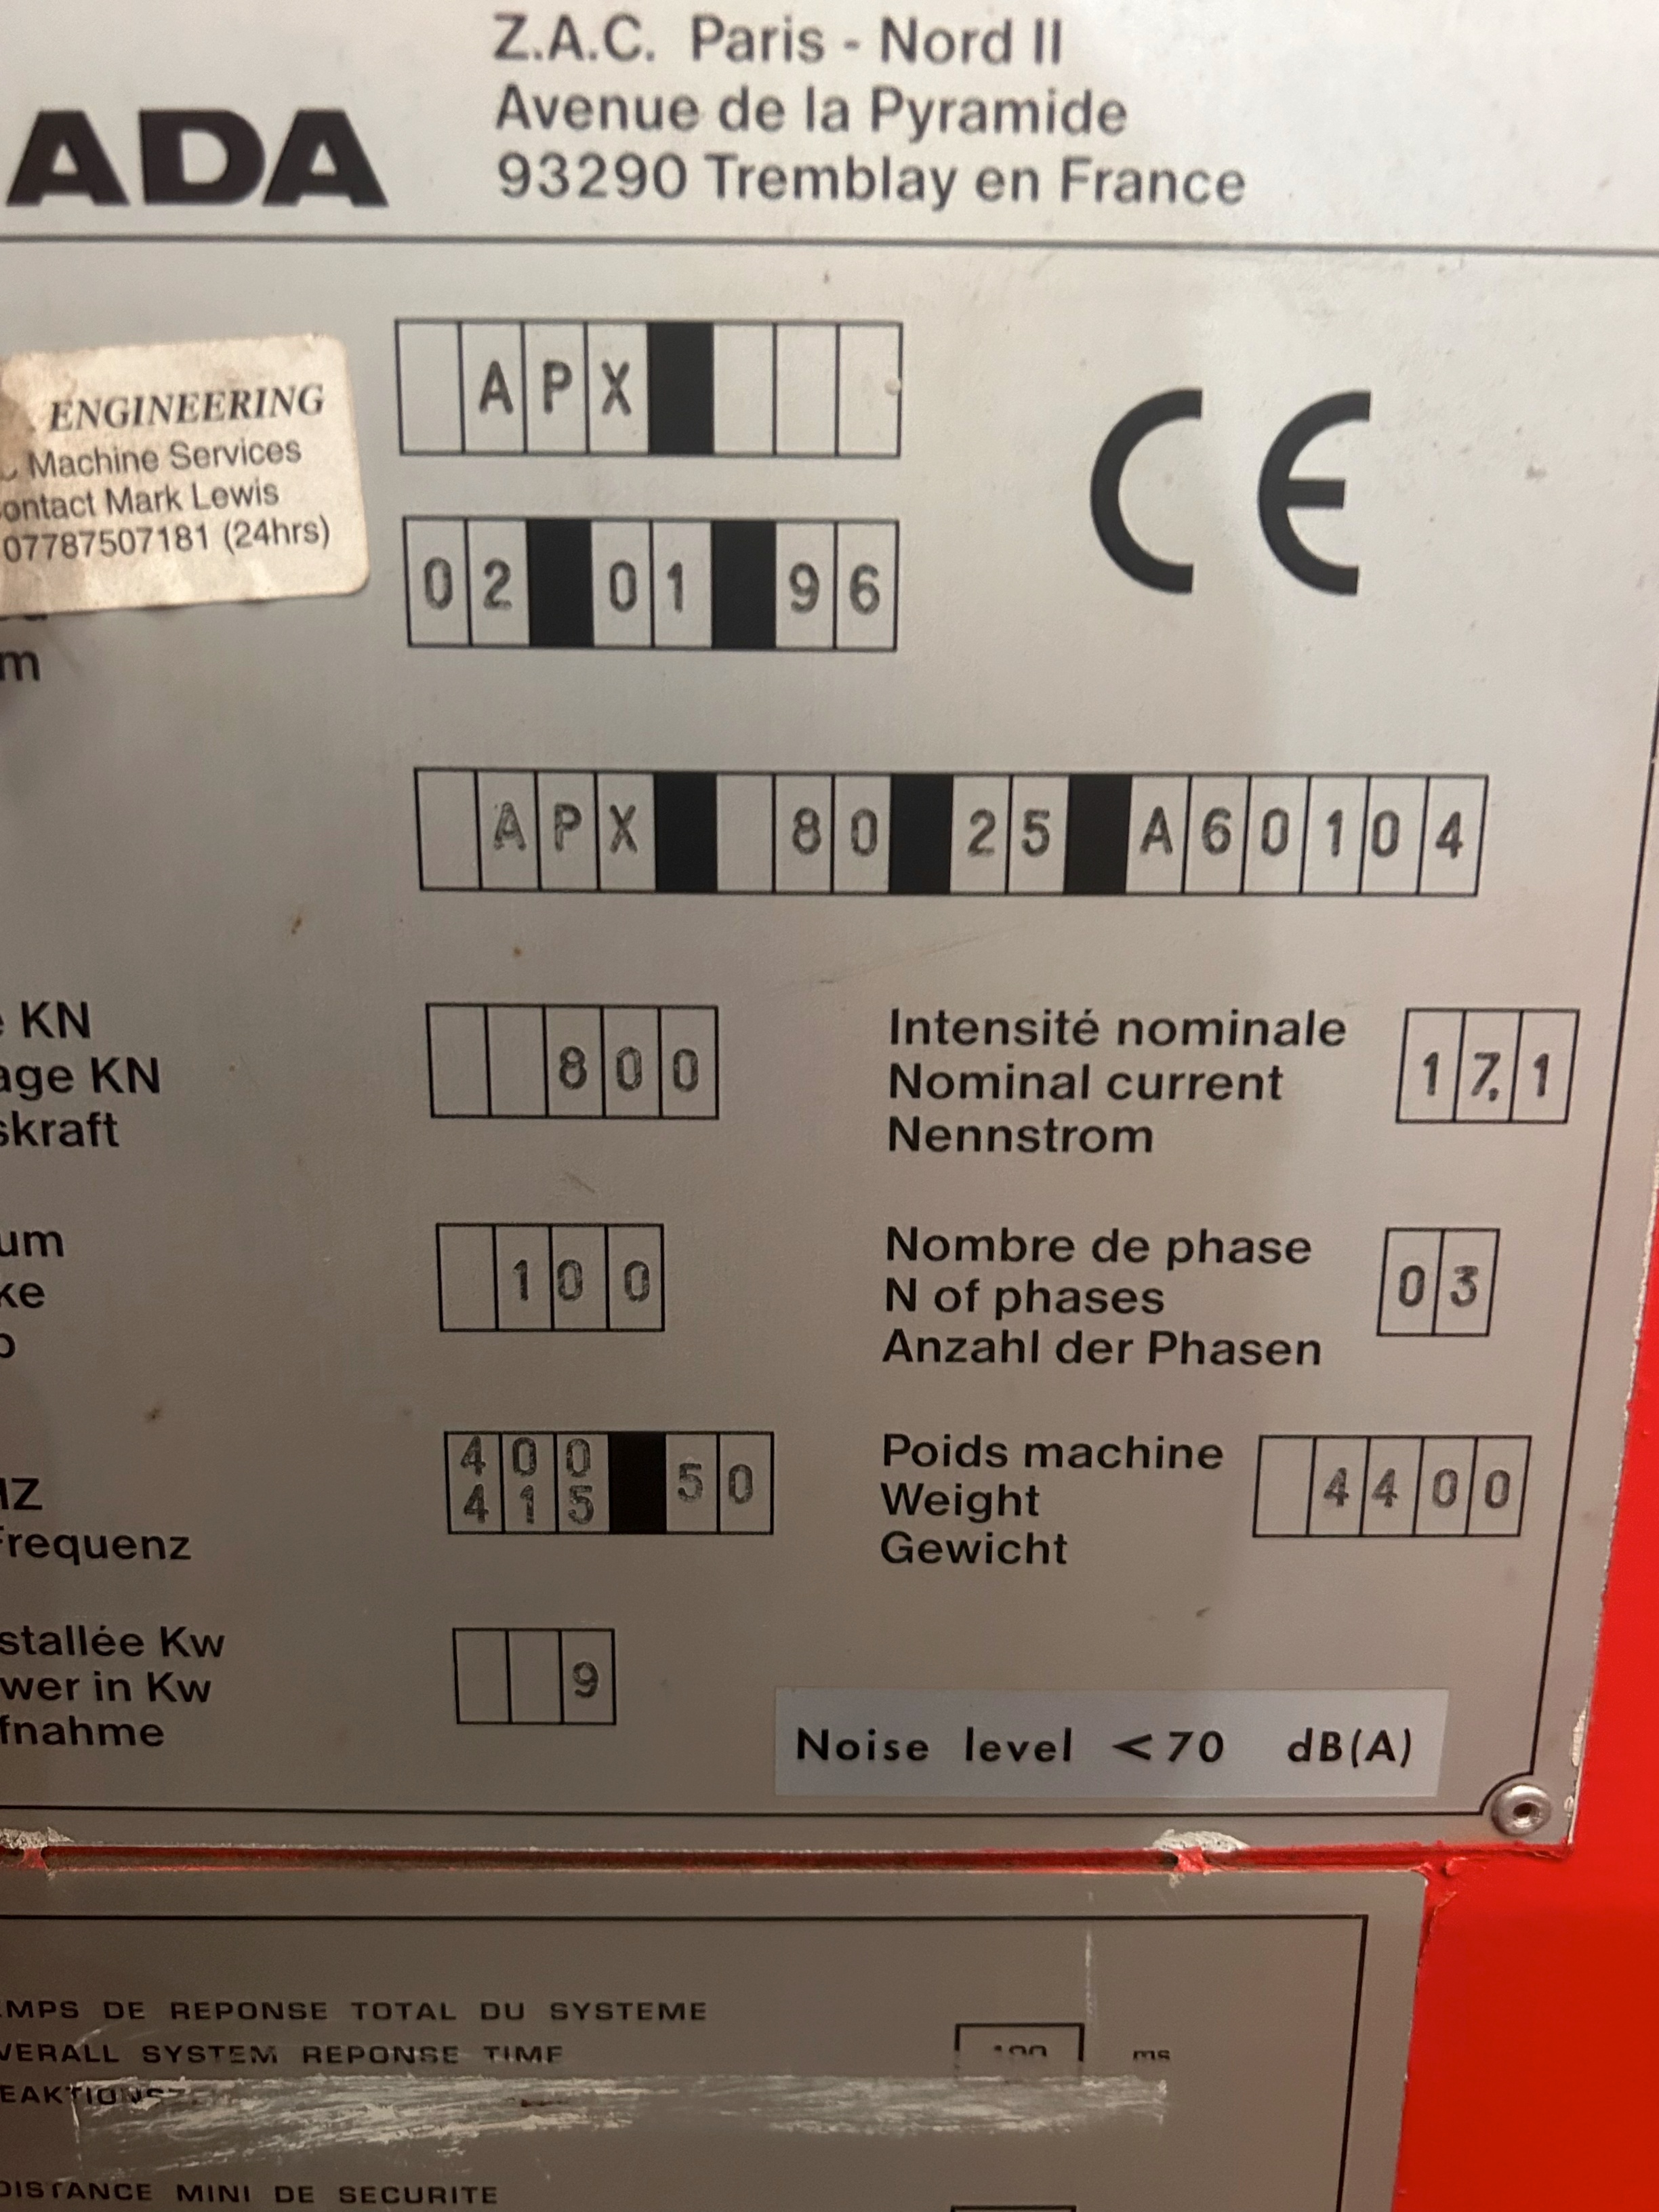 ADA
Z.A.C. Paris - Nord II
Avenue de la Pyramide
93290 Tremblay en France
APX
ENGINEERING
Machine Services
ontact Mark Lewis
07787507181 (24hrs)
02 01 96
CE
m
APX 80 25 A60104
KN
age KN
skraft
800
Intensité nominale
Nominal current
Nennstrom
17,1
um
ke
100
Nombre de phase
N of phases
Anzahl der Phasen
03
HZ
Frequenz
400
415
50
Poids machine
Weight
Gewicht
4400
stallée Kw
wer in Kw
fnahme
9
Noise level <70 dB(A)
EMPS DE REPONSE TOTAL DU SYSTEME
VERALL SYSTEM REPONSE TIME
ms
DISTANCE MINI DE SECURITE